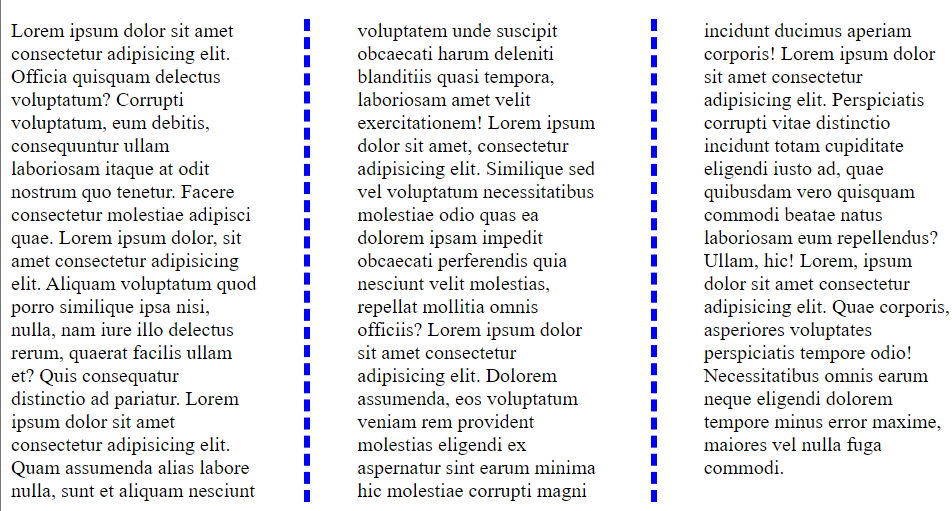 Lorem ipsum dolor sit amet
consectetur adipisicing elit.
Officia quisquam delectus
voluptatum? Corrupti
voluptatum, eum debitis,
consequuntur ullam
laboriosam itaque at odit
nostrum quo tenetur. Facere
consectetur molestiae adipisci
quae. Lorem ipsum dolor, sit
amet consectetur adipisicing
elit. Aliquam voluptatum quod
porro similique ipsa nisi,
nulla, nam iure illo delectus
rerum, quaerat facilis ullam
et? Quis consequatur
distinctio ad pariatur. Lorem
ipsum dolor sit amet
consectetur adipisicing elit.
Quam assumenda alias labore
nulla, sunt et aliquam nesciunt
voluptatem unde suscipit
obcaecati harum deleniti
blanditiis quasi tempora,
laboriosam amet velit
exercitationem! Lorem ipsum
dolor sit amet, consectetur
adipisicing elit. Similique sed
vel voluptatum necessitatibus
molestiae odio quas ea
dolorem ipsam impedit
obcaecati perferendis quia
nesciunt velit molestias,
repellat mollitia omnis
officiis? Lorem ipsum dolor
sit amet consectetur
adipisicing elit. Dolorem
assumenda, eos voluptatum
veniam rem provident
molestias eligendi ex
aspernatur sint earum minima
hic molestiae corrupti magni
incidunt ducimus aperiam
corporis! Lorem ipsum dolor
sit amet consectetur
adipisicing elit. Perspiciatis
corrupti vitae distinctio
incidunt totam cupiditate
eligendi iusto ad, quae
quibusdam vero quisquam
commodi beatae natus
laboriosam eum repellendus?
Ullam, hic! Lorem, ipsum
dolor sit amet consectetur
adipisicing elit. Quae corporis,
asperiores voluptates
perspiciatis tempore odio!
Necessitatibus omnis earum
neque eligendi dolorem
tempore minus error maxime,
maiores vel nulla fuga
commodi.